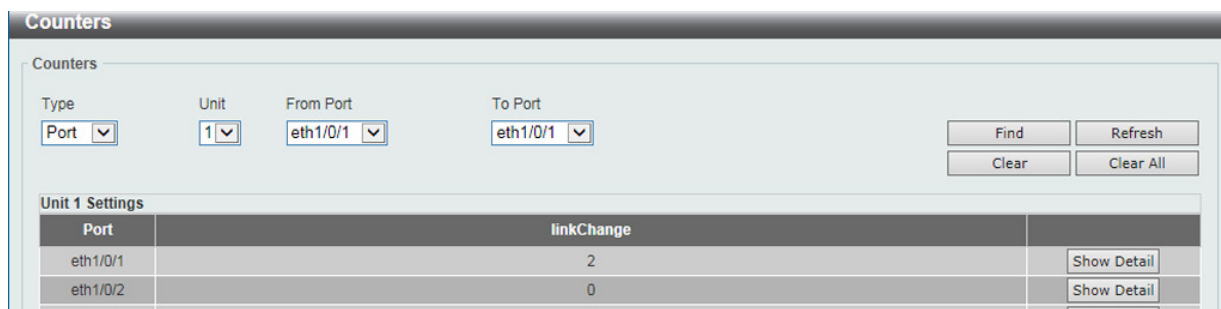 Counters
Counters
Type Unit From Port To Port
Port 1 eth1/0/1 eth1/0/1
Find Refresh
Clear Clear All
Unit 1 Settings
Port linkChange
eth1/0/1 2 Show Detail
eth1/0/2 0 Show Detail